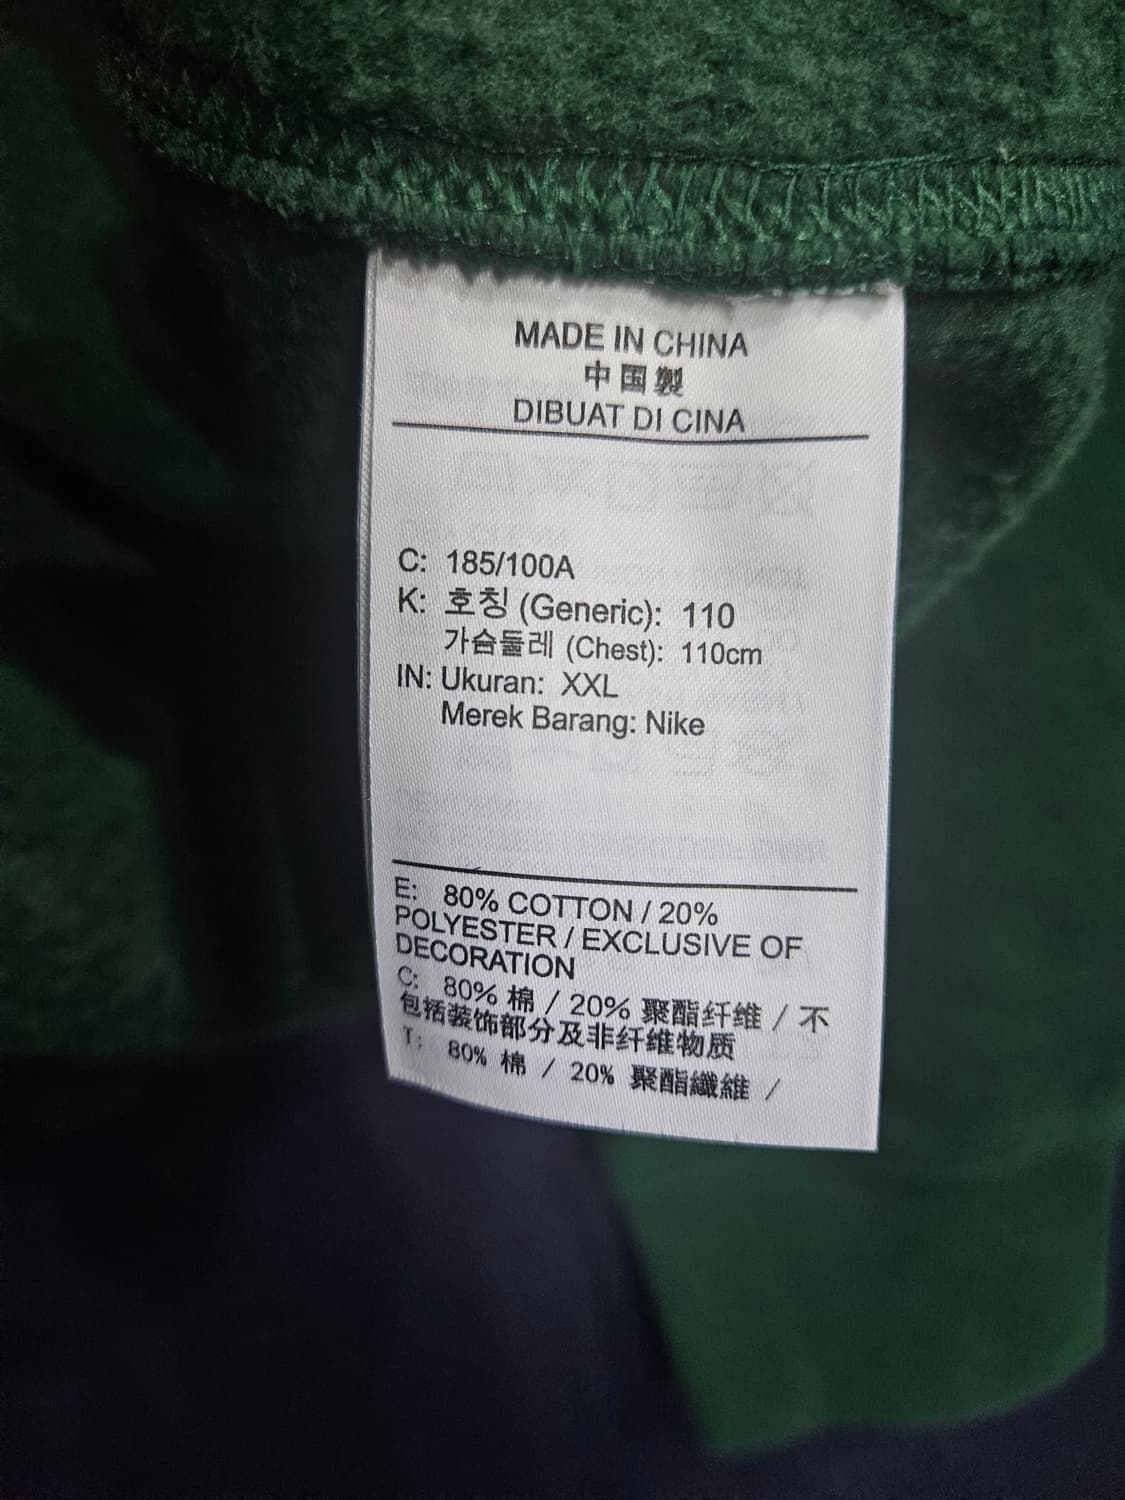 MADE IN CHINA
中国製
DIBUAT DI CINA
C: 185/100A
K: 호칭 (Generic): 110
가슴둘레 (Chest): 110cm
IN: Ukuran: XXL
Merek Barang: Nike
E: 80% COTTON / 20%
POLYESTER / EXCLUSIVE OF
DECORATION
C: 80% 棉 / 20% 聚酯纤维 / 不
包括装饰部分及非纤维物质
T: 80% 棉 / 20% 聚酯纖維 /